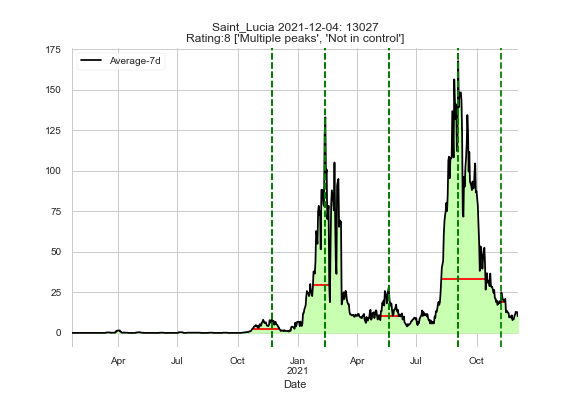 Saint_Lucia 2021-12-04: 13027
Rating:8 ['Multiple peaks', 'Not in control']
Average-7d
175
150
125
100
75
50
25
0
Apr Jul Oct Jan Apr Jul Oct
2021
Date